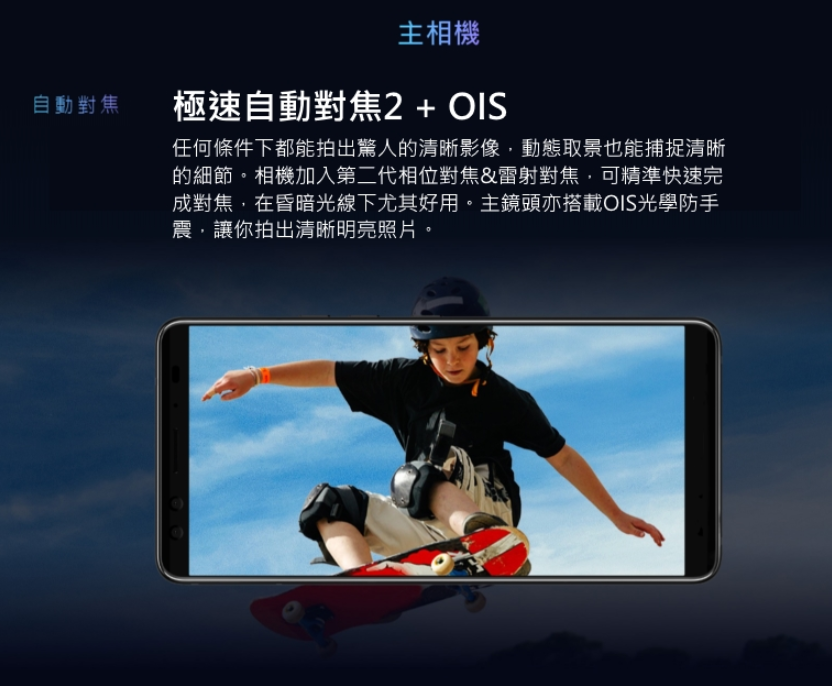 主相機
自動對焦
極速自動對焦2 + OIS
任何條件下都能拍出驚人的清晰影像，動態取景也能捕捉清晰
的細節。相機加入第二代相位對焦&雷射對焦，可精準快速完
成對焦，在昏暗光線下尤其好用。主鏡頭亦搭載OIS光學防手
震，讓你拍出清晰明亮照片。